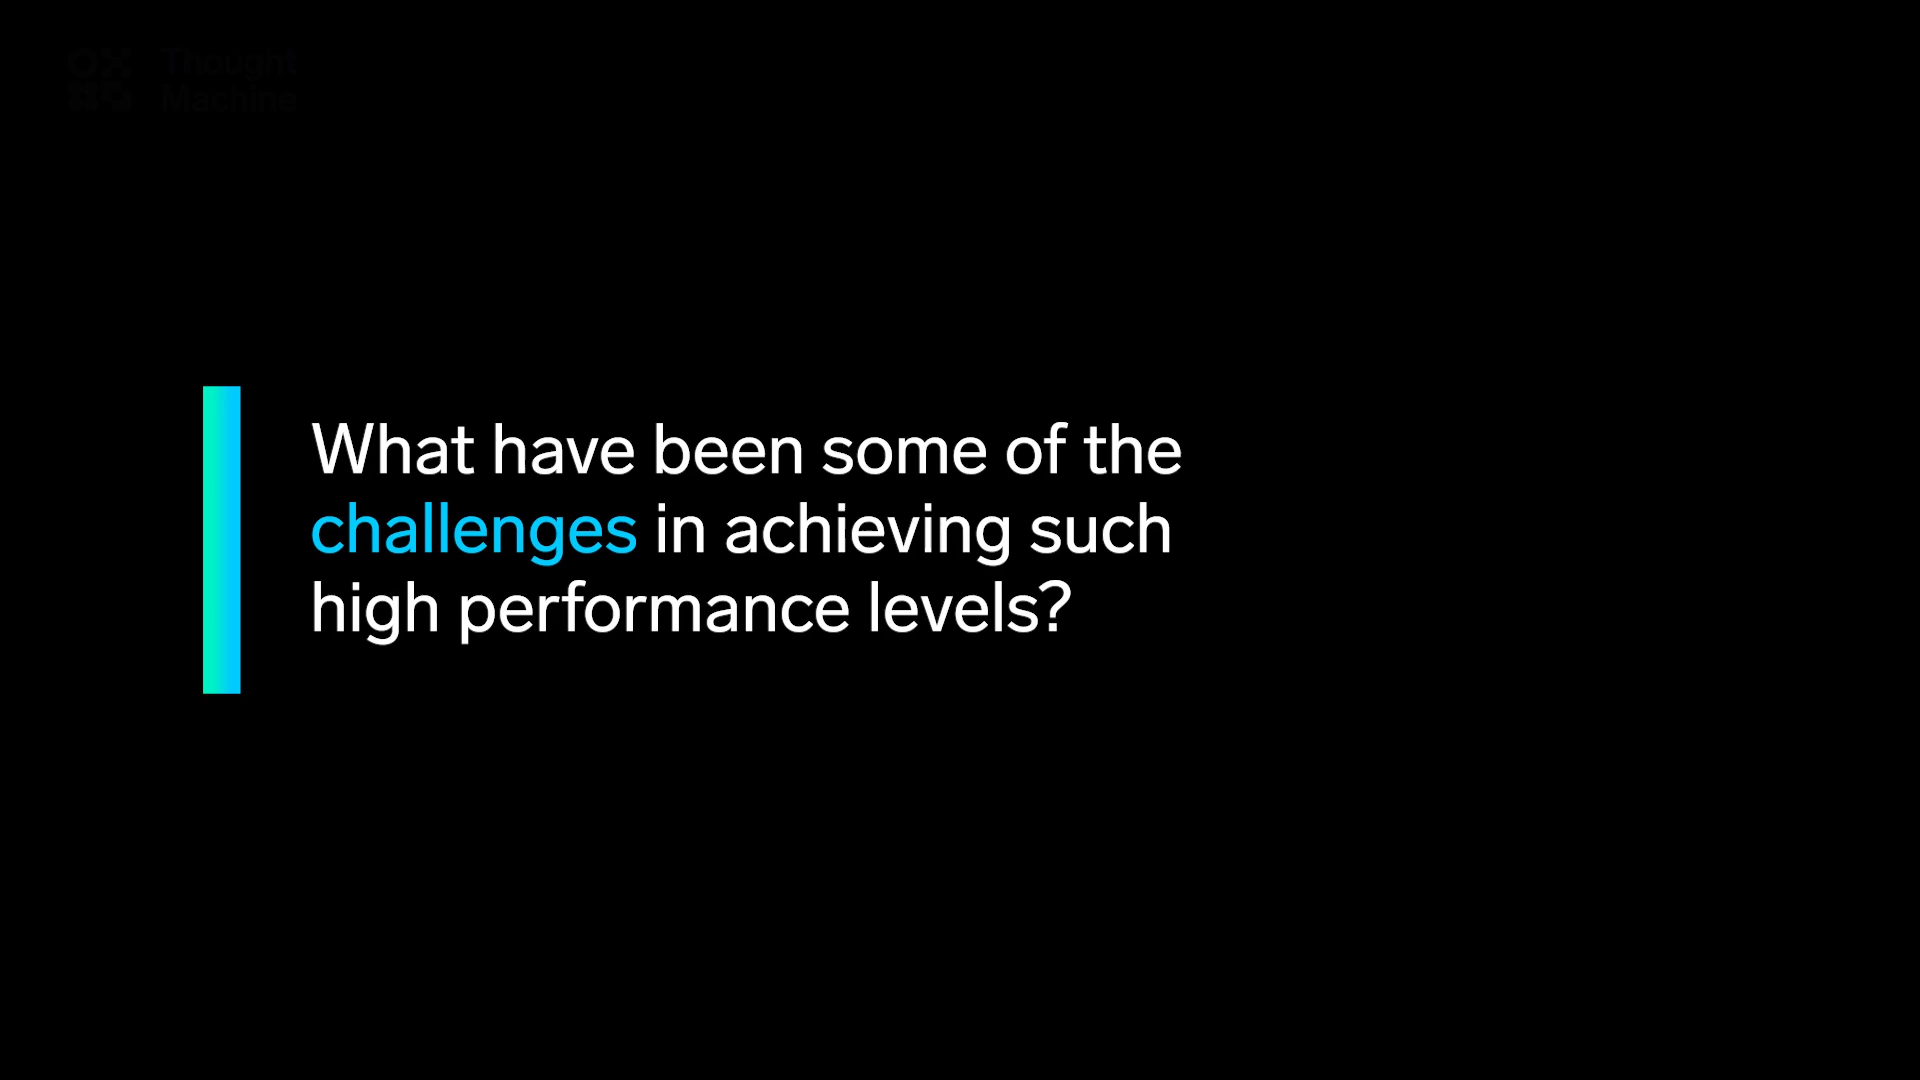 Thought
Machine
What have been some of the
challenges in achieving such
high performance levels?